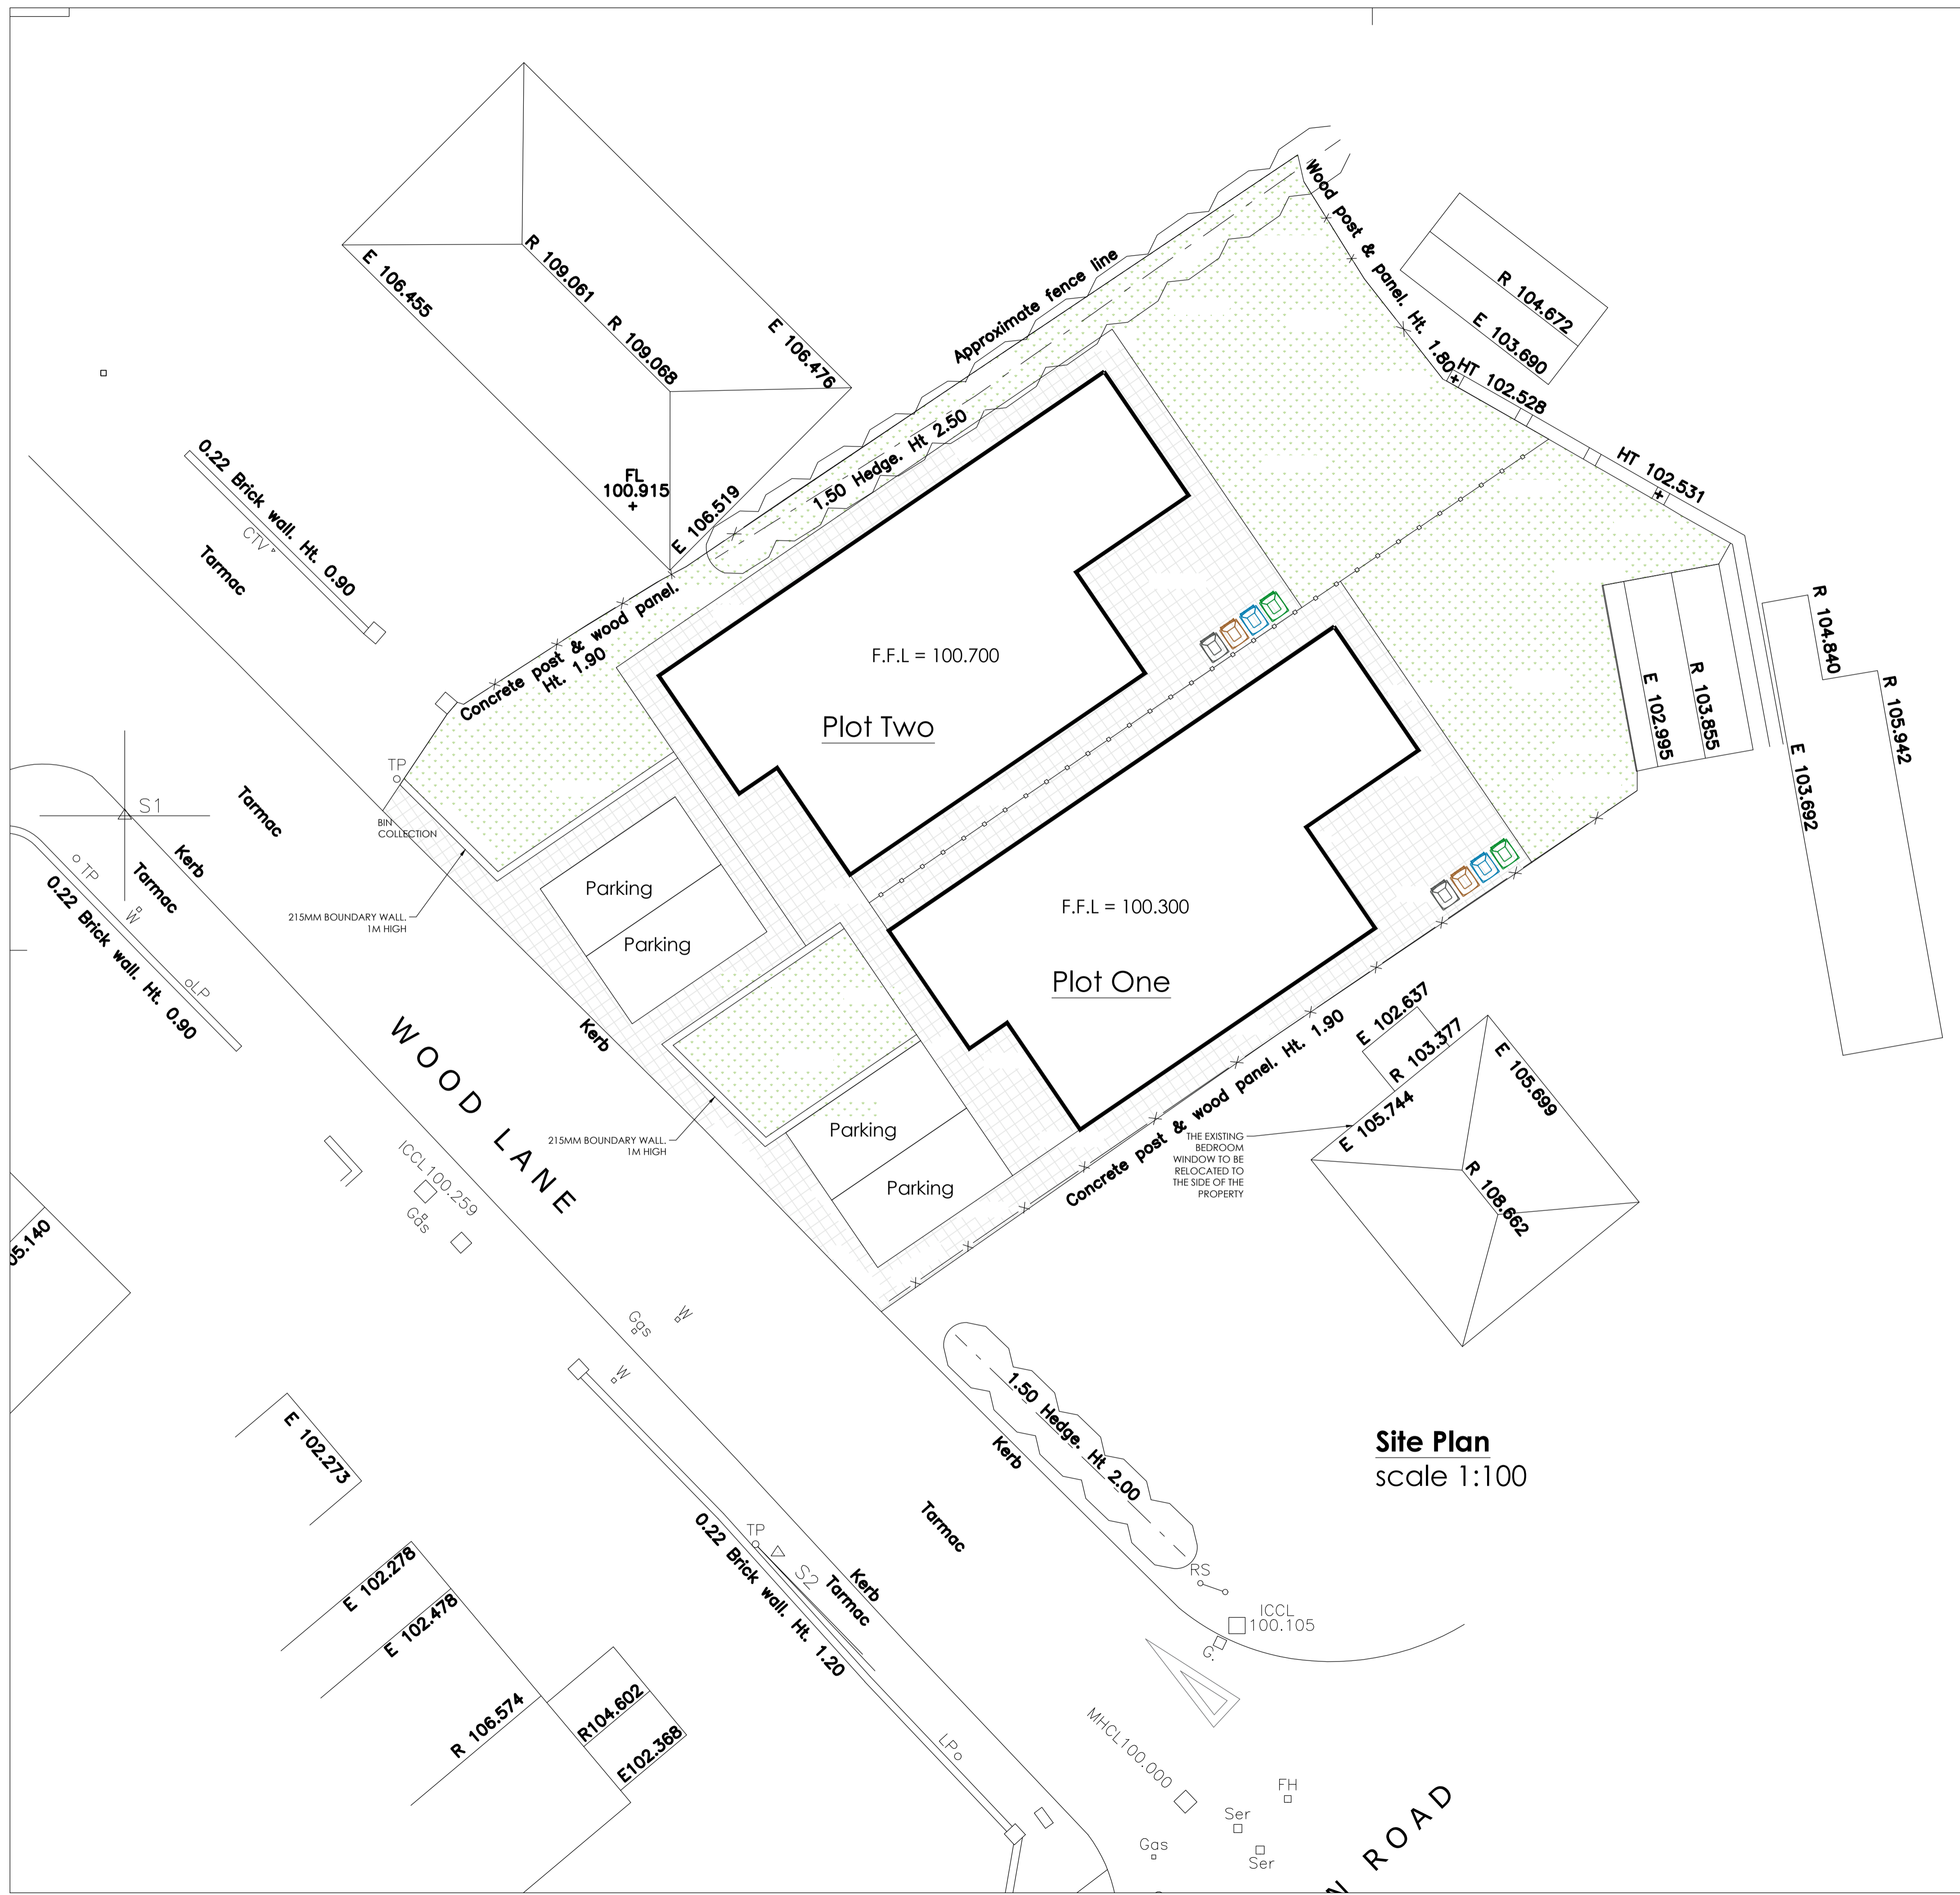 Wood post & panel. Ht. 1.80
R 104.672
E 103.690
E 106.455
R 109.061
R 109.068
E 106.476
Approximate fence line
HT 102.528
HT 102.531
1.50 Hedge. Ht 2.50
0.22 Brick wall. Ht. 0.90
CTV
Tarmac
FL
100.915
E 106.519
Concrete post & wood panel.
Ht. 1.90
F.F.L = 100.700
Plot Two
R 104.840
R 105.942
E 102.995
R 103.855
E 103.692
TP
S1
Tarmac
BIN
COLLECTION
Kerb
Tarmac
TP
W
LP
0.22 Brick wall. Ht. 0.90
215MM BOUNDARY WALL.
1M HIGH
Parking
Parking
F.F.L = 100.300
Plot One
WOOD LANE
Kerb
E 102.637
R 103.377
E 105.699
E 105.744
R 108.662
Concrete post & wood panel. Ht. 1.90
THE EXISTING
BEDROOM
WINDOW TO BE
RELOCATED TO
THE SIDE OF THE
PROPERTY
215MM BOUNDARY WALL.
1M HIGH
Parking
Parking
ICCL100.259
Gas
05.140
Gas
W
W
1.50 Hedge. Ht 2.00
Kerb
Site Plan
scale 1:100
E 102.273
E 102.278
E 102.478
R 106.574
R104.602
E102.368
TP
S2
Kerb
Tarmac
0.22 Brick wall. Ht. 1.20
Tarmac
RS
ICCL
100.105
G.
LP
MHCL100.000
FH
Ser
Ser
Gas
N ROAD